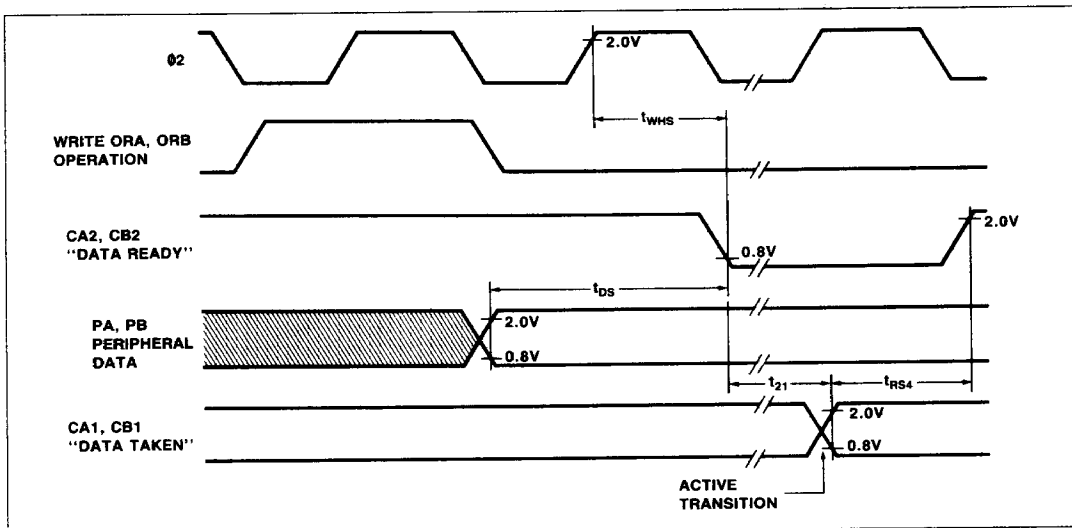 Φ2
2.0V
tWHS
WRITE ORA, ORB
OPERATION
CA2, CB2
"DATA READY"
2.0V
0.8V
tDS
PA, PB
PERIPHERAL
DATA
2.0V
0.8V
t21
tRS4
CA1, CB1
"DATA TAKEN"
2.0V
0.8V
ACTIVE
TRANSITION